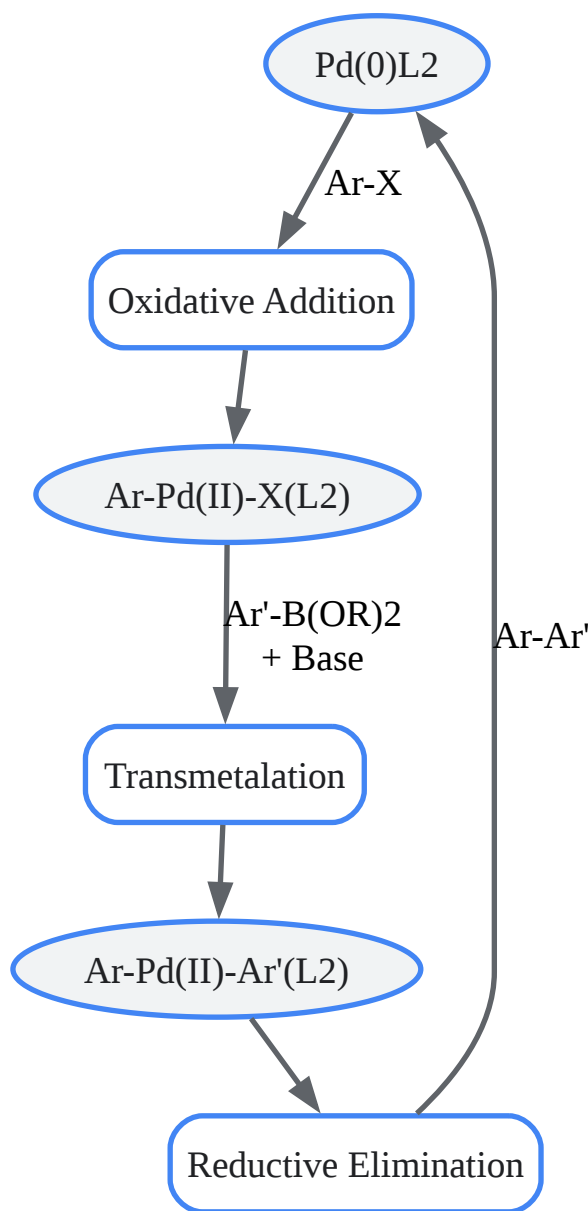 Pd(0)L2
Ar-X
Oxidative Addition
Ar-Pd(II)-X(L2)
Ar'-B(OR)2
+ Base
Ar-Ar'
Transmetalation
Ar-Pd(II)-Ar'(L2)
Reductive Elimination